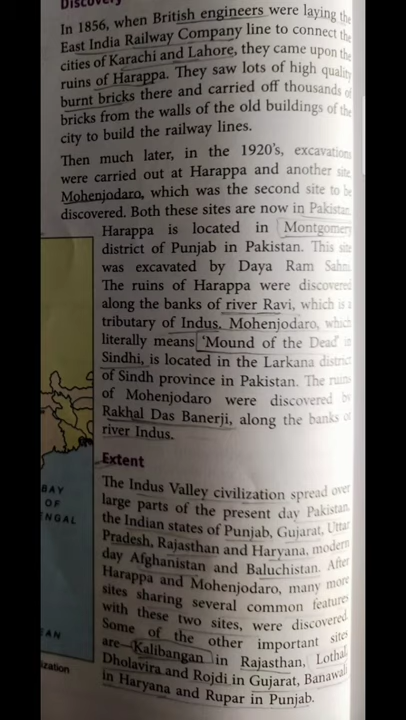 Discovery
In 1856, when British engineers were laying the
East India Railway Company line to connect the
cities of Karachi and Lahore, they came upon the
ruins of Harappa. They saw lots of high quality
burnt bricks there and carried off thousands of
bricks from the walls of the old buildings of the
city to build the railway lines.
Then much later, in the 1920's, excavations
were carried out at Harappa and another site
Mohenjodaro, which was the second site to be
discovered. Both these sites are now in Pakistan.
Harappa is located in Montgomery
district of Punjab in Pakistan. This site
was excavated by Daya Ram Sahni.
The ruins of Harappa were discovered
along the banks of river Ravi, which is a
tributary of Indus. Mohenjodaro, which
literally means 'Mound of the Dead' in
Sindhi, is located in the Larkana district
of Sindh province in Pakistan. The ruins
of Mohenjodaro were discovered by
Rakhal Das Banerji, along the banks of
river Indus.
Extent
The Indus Valley civilization spread over
large parts of the present day Pakistan,
the Indian states of Punjab, Gujarat, Uttar
Pradesh, Rajasthan and Haryana, modern
day Afghanistan and Baluchistan. After
Harappa and Mohenjodaro, many more
sites sharing several common features
with these two sites, were discovered.
Some of the other important sites
are—Kalibangan in Rajasthan, Lothal,
Dholavira and Rojdi in Gujarat, Banawali
in Haryana and Rupar in Punjab.
BAY
OF
NGAL
EAN
ization